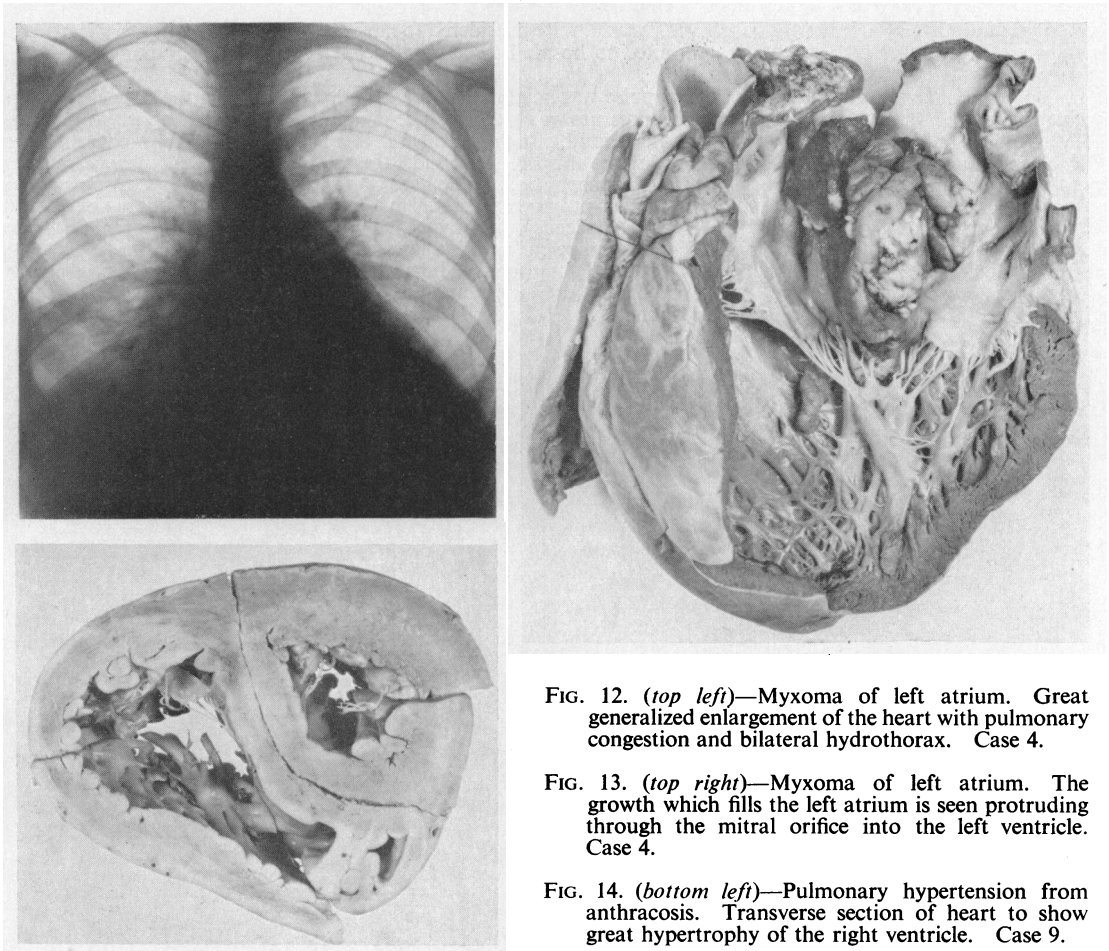 FIG. 12. (top left)—Myxoma of left atrium. Great
generalized enlargement of the heart with pulmonary
congestion and bilateral hydrothorax. Case 4.
FIG. 13. (top right)—Myxoma of left atrium. The
growth which fills the left atrium is seen protruding
through the mitral orifice into the left ventricle.
Case 4.
FIG. 14. (bottom left)—Pulmonary hypertension from
anthracosis. Transverse section of heart to show
great hypertrophy of the right ventricle. Case 9.